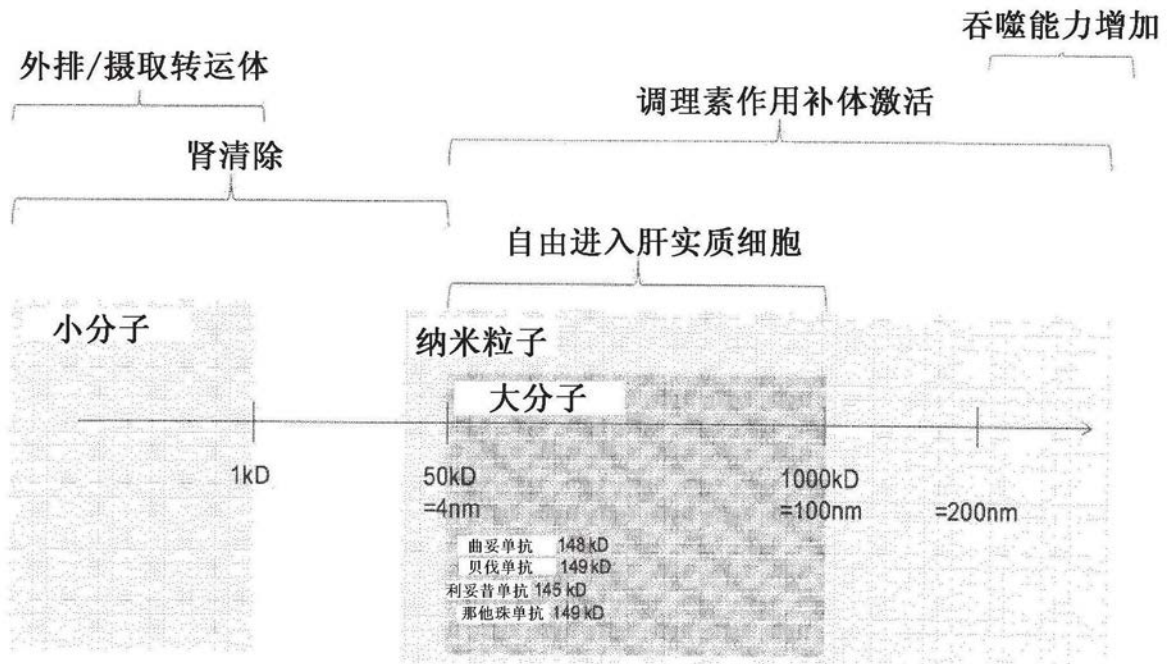 吞噬能力增加
外排/摄取转运体
调理素作用补体激活
肾清除
自由进入肝实质细胞
小分子
纳米粒子
大分子
1kD
50kD
=4nm
1000kD
=100nm
=200nm
曲妥单抗 148 kD
贝伐单抗 149 kD
利妥昔单抗 145 kD
那他珠单抗 149 kD